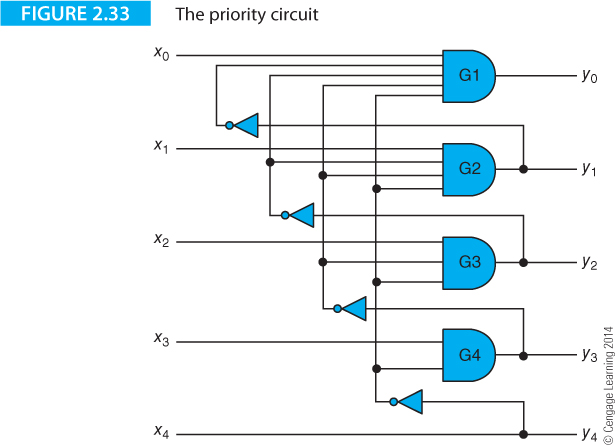 FIGURE 2.33 The priority circuit
x0 G1 y0
x1 G2 y1
x2 G3 y2
x3 G4 y3
x4 y4
© Cengage Learning 2014